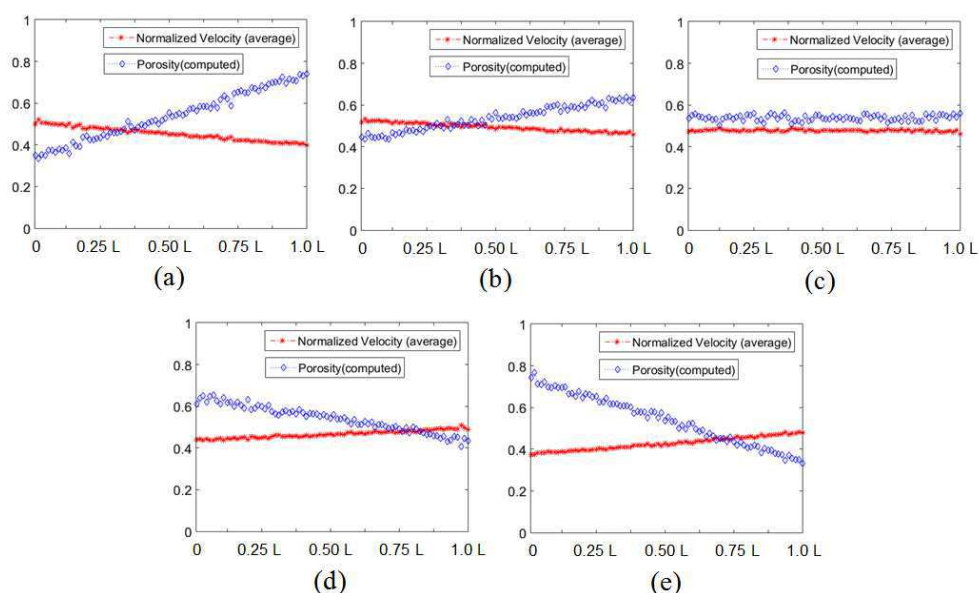 1
Normalized Velocity (average)
Porosity(computed)
0.8
0.6
0.4
0.2
0
0 0.25 L 0.50 L 0.75 L 1.0 L
(a)
1
Normalized Velocity (average)
Porosity(computed)
0.8
0.6
0.4
0.2
0
0 0.25 L 0.50 L 0.75 L 1.0 L
(b)
1
Normalized Velocity (average)
Porosity(computed)
0.8
0.6
0.4
0.2
0
0 0.25 L 0.50 L 0.75 L 1.0 L
(c)
1
Normalized Velocity (average)
Porosity(computed)
0.8
0.6
0.4
0.2
0
0 0.25 L 0.50 L 0.75 L 1.0 L
(d)
1
Normalized Velocity (average)
Porosity(computed)
0.8
0.6
0.4
0.2
0
0 0.25 L 0.50 L 0.75 L 1.0 L
(e)